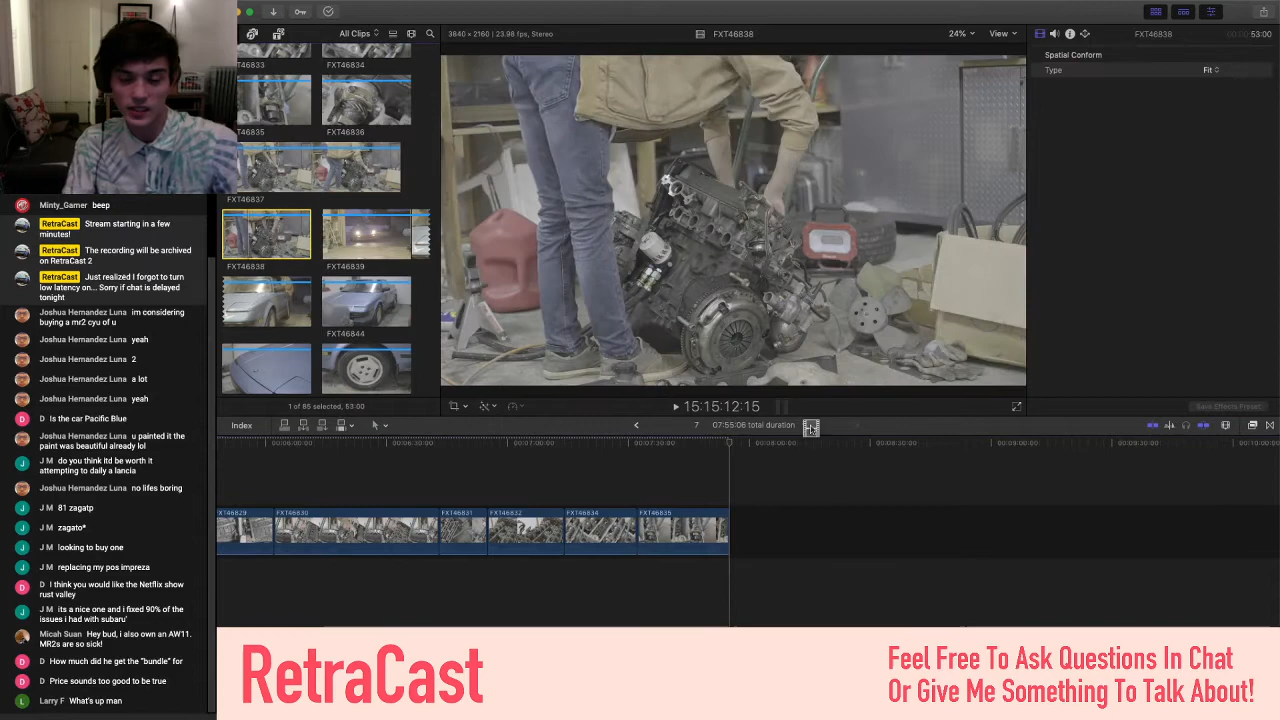 All Clips
3840 × 2160 | 23.98 fps, Stereo
FXT46838
24%
View
FXT46838
53:00
Spatial Conform
Type
Fit
FXT46833
FXT46834
FXT46835
FXT46836
FXT46837
FXT46838
FXT46839
FXT46844
1 of 85 selected, 53:00
15:15:12:15
Save Effects Preset
Index
7
07:55:06 total duration
00:06:00:00
00:06:30:00
00:07:00:00
00:07:30:00
00:08:00:00
00:08:30:00
00:09:00:00
00:09:30:00
00:10:00:00
FXT46829
FXT46830
FXT46831
FXT46832
FXT46834
FXT46835
Minty_Gamer beep
RetraCast Stream starting in a few
minutes!
RetraCast The recording will be archived
on RetraCast 2
RetraCast Just realized I forgot to turn
low latency on... Sorry if chat is delayed
tonight
Joshua Hernandez Luna im considering
buying a mr2 cyu of u
Joshua Hernandez Luna yeah
Joshua Hernandez Luna 2
Joshua Hernandez Luna a lot
Joshua Hernandez Luna yeah
D Is the car Pacific Blue
Joshua Hernandez Luna u painted it the
paint was beautiful already lol
J M do you think itd be worth it
attempting to daily a lancia
Joshua Hernandez Luna no lifes boring
J M 81 zagatp
J M zagato*
J M looking to buy one
J M replacing my pos impreza
D I think you would like the Netflix show
rust valley
J M its a nice one and i fixed 90% of the
issues i had with subaru'
Micah Suan Hey bud, i also own an AW11.
MR2s are so sick!
D How much did he get the "bundle" for
D Price sounds too good to be true
Larry F What's up man
RetraCast
Feel Free To Ask Questions In Chat
Or Give Me Something To Talk About!